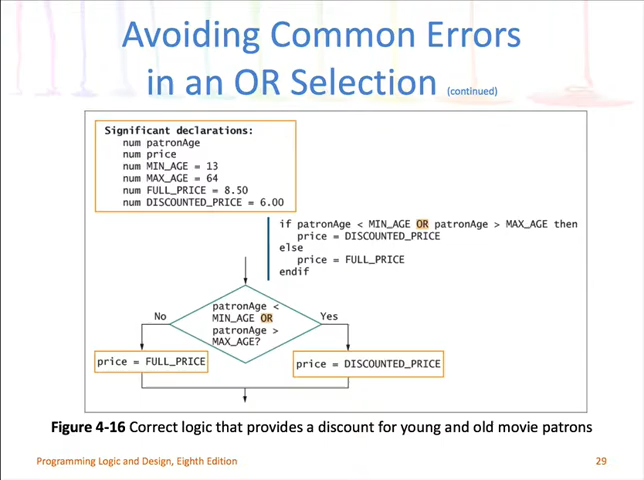 Avoiding Common Errors
in an OR Selection (continued)
Significant declarations:
num patronAge
num price
num MIN_AGE = 13
num MAX_AGE = 64
num FULL_PRICE = 8.50
num DISCOUNTED_PRICE = 6.00
if patronAge < MIN_AGE OR patronAge > MAX_AGE then
price = DISCOUNTED_PRICE
else
price = FULL_PRICE
endif
No
patronAge <
MIN_AGE OR
patronAge >
MAX_AGE?
Yes
price = FULL_PRICE
price = DISCOUNTED_PRICE
Figure 4-16 Correct logic that provides a discount for young and old movie patrons
Programming Logic and Design, Eighth Edition
29